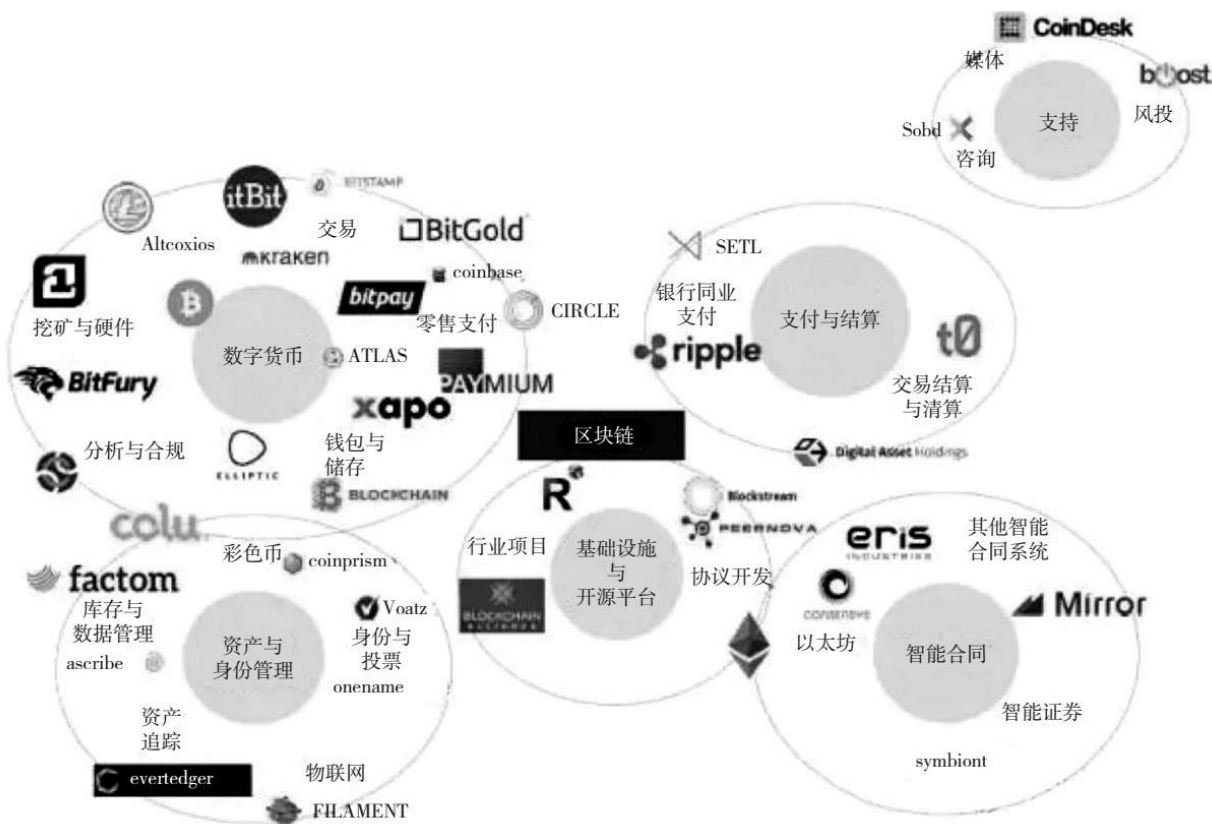 CoinDesk
媒体
boost
风投
支持
Sobd
咨询
itBit
BITSTAMP
Altcoxios
交易
BitGold
kraken
coinbase
bitpay
CIRCLE
挖矿与硬件
零售支付
数字货币
ATLAS
BitFury
PAYMIUM
xapo
分析与合规
ELLIPTIC
钱包与
储存
BLOCKCHAIN
SETL
银行同业
支付
支付与结算
ripple
t0
交易结算
与清算
Digital Asset Holdings
区块链
R
Blockstream
PEERNOVA
行业项目
基础设施
与
开源平台
协议开发
BLOCKCHAIN
ALLIANCE
colu.
彩色币
coinprism
factom
库存与
数据管理
Voatz
身份与
投票
ascribe
资产与
身份管理
onename
资产
追踪
evertedger
物联网
FILAMENT
eris
INDUSTRIES
其他智能
合同系统
consensys
Mirror
以太坊
智能合同
智能证券
symbiont